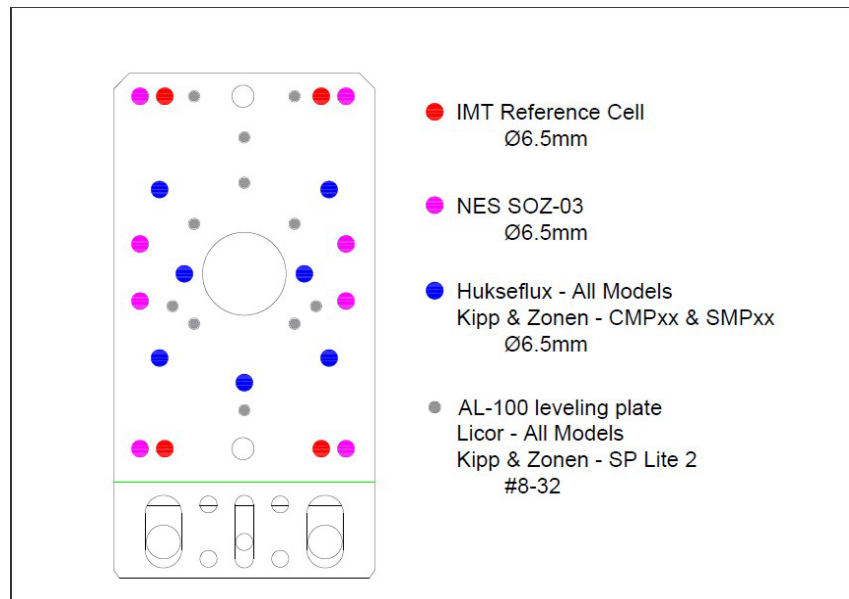 IMT Reference Cell
Ø6.5mm
NES SOZ-03
Ø6.5mm
Hukseflux - All Models
Kipp & Zonen - CMPxx & SMPxx
Ø6.5mm
AL-100 leveling plate
Licor - All Models
Kipp & Zonen - SP Lite 2
#8-32